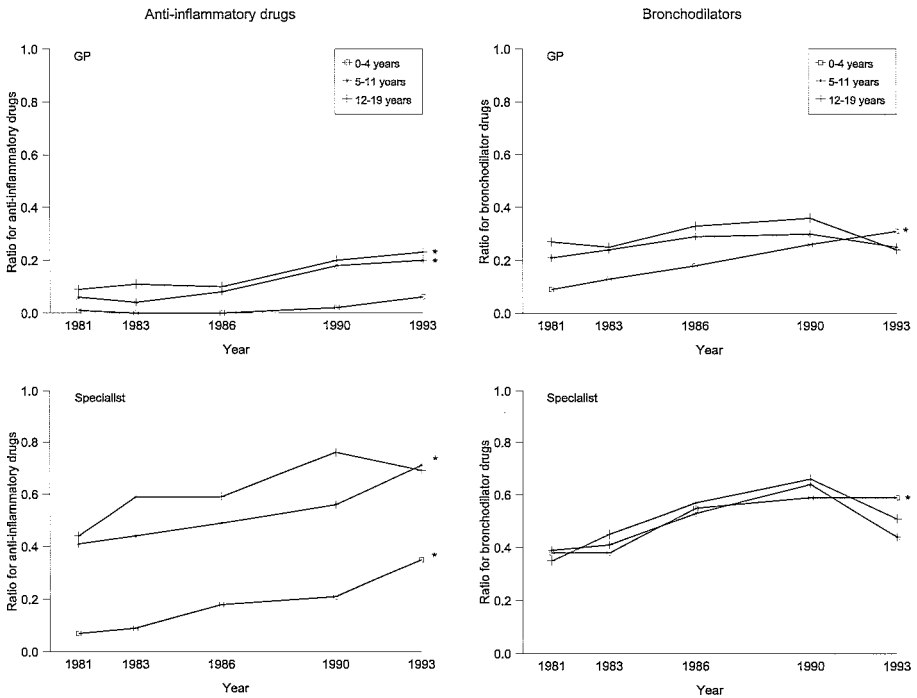 Anti-inflammatory drugs
Bronchodilators
GP
1.0
0.8
0.6
0.4
0.2
0.0
Ratio for anti-inflammatory drugs
0-4 years
5-11 years
12-19 years
*
*
1981 1983 1986 1990 1993
Year
GP
1.0
0.8
0.6
0.4
0.2
0.0
Ratio for bronchodilator drugs
0-4 years
5-11 years
12-19 years
*
1981 1983 1986 1990 1993
Year
Specialist
1.0
0.8
0.6
0.4
0.2
0.0
Ratio for anti-inflammatory drugs
*
*
1981 1983 1986 1990 1993
Year
Specialist
1.0
0.8
0.6
0.4
0.2
0.0
Ratio for bronchodilator drugs
*
1981 1983 1986 1990 1993
Year